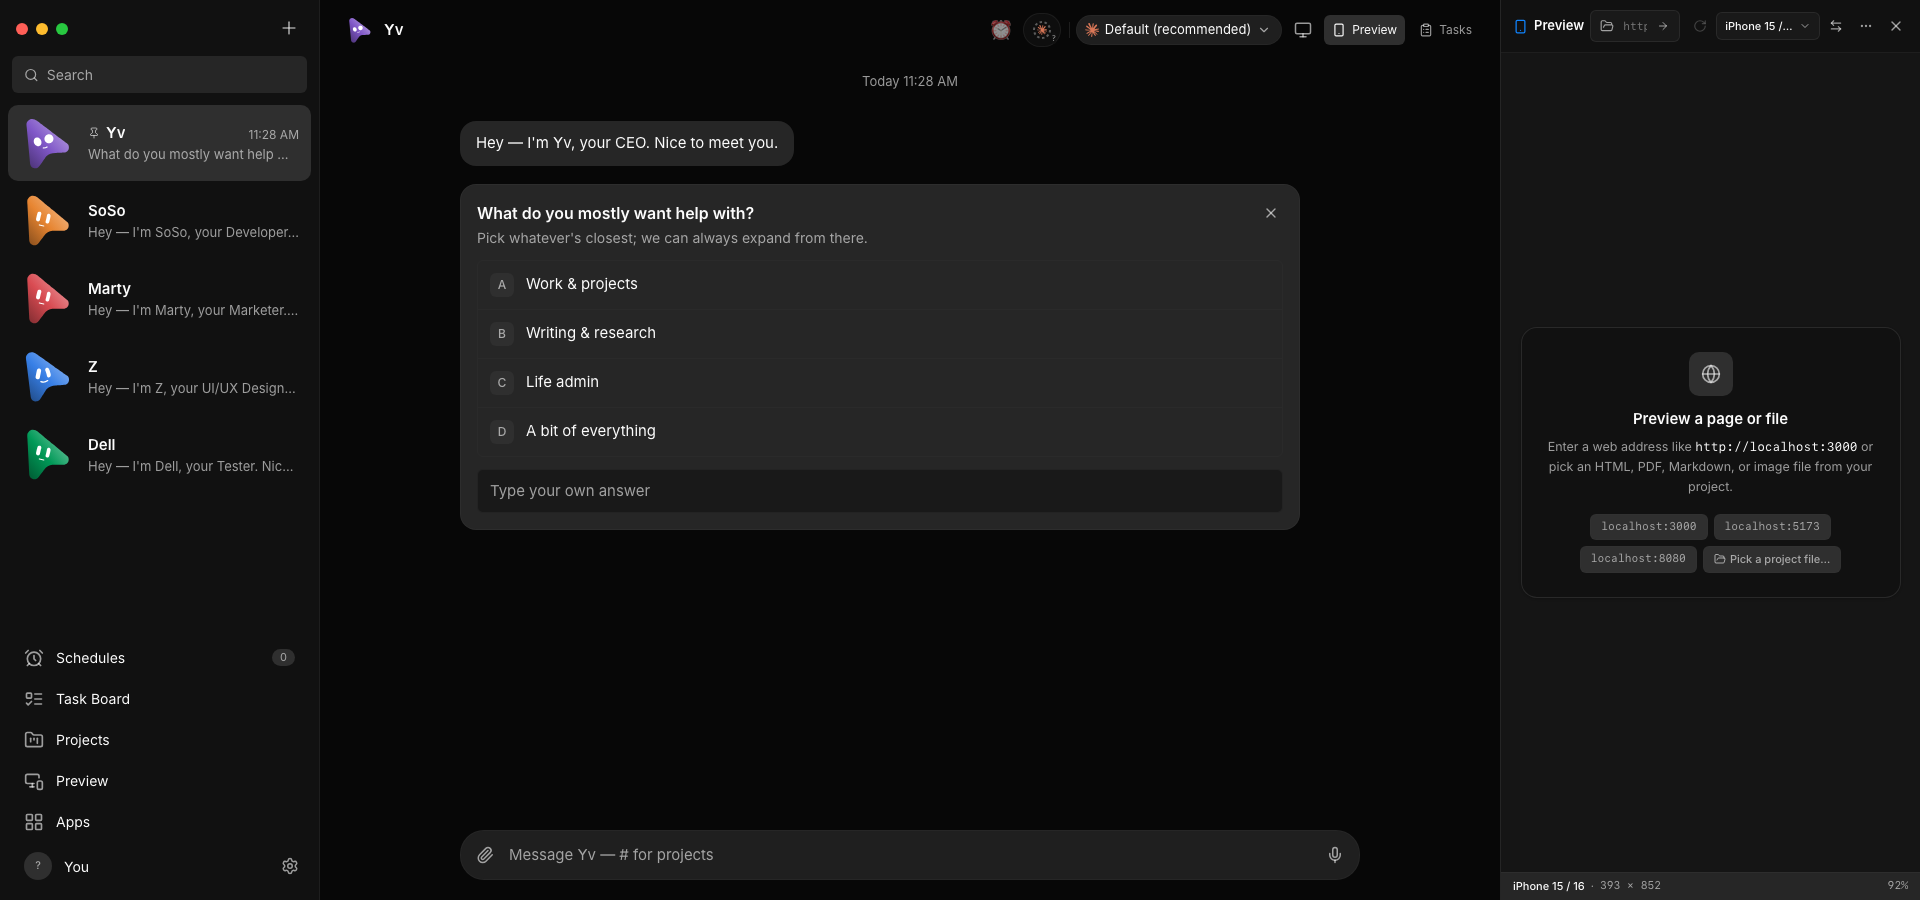 Search
Yv
11:28 AM
What do you mostly want help ...
SoSo
Hey — I'm SoSo, your Developer...
Marty
Hey — I'm Marty, your Marketer....
Z
Hey — I'm Z, your UI/UX Design...
Dell
Hey — I'm Dell, your Tester. Nic...
Schedules
0
Task Board
Projects
Preview
Apps
?
You
Yv
?
Default (recommended)
Preview
Tasks
Today 11:28 AM
Hey — I'm Yv, your CEO. Nice to meet you.
What do you mostly want help with?
Pick whatever's closest; we can always expand from there.
A Work & projects
B Writing & research
C Life admin
D A bit of everything
Type your own answer
Message Yv — # for projects
Preview
http
iPhone 15 /...
Preview a page or file
Enter a web address like http://localhost:3000 or
pick an HTML, PDF, Markdown, or image file from your
project.
localhost:3000
localhost:5173
localhost:8080
Pick a project file...
iPhone 15 / 16 · 393 × 852
92%